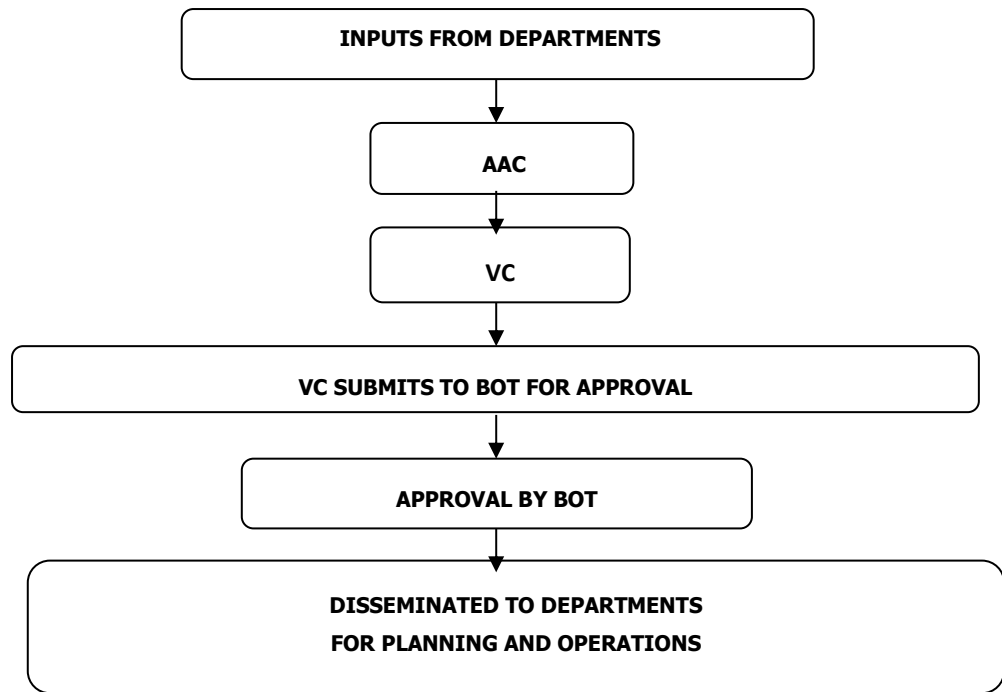 INPUTS FROM DEPARTMENTS
AAC
VC
VC SUBMITS TO BOT FOR APPROVAL
APPROVAL BY BOT
DISSEMINATED TO DEPARTMENTS
FOR PLANNING AND OPERATIONS